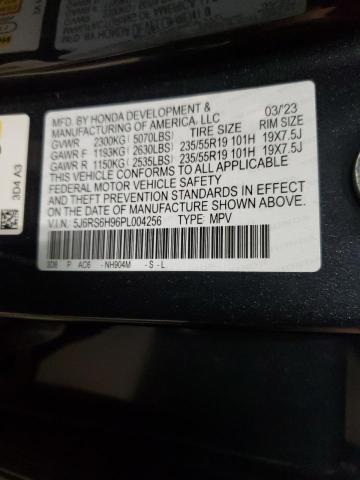 MFD. BY HONDA DEVELOPMENT & 03/23
MANUFACTURING OF AMERICA, LLC
GVWR 2300KG ( 5070LBS) TIRE SIZE RIM SIZE
GAWR F 1193KG ( 2630LBS) 235/55R19 101H 19X7.5J
GAWR R 1150KG ( 2535LBS) 235/55R19 101H 19X7.5J
THIS VEHICLE CONFORMS TO ALL APPLICABLE
FEDERAL MOTOR VEHICLE SAFETY
AND THEFT PREVENTION STANDARDS IN EFFECT
ON THE DATE OF MANUFACTURE SHOWN ABOVE.
V.I.N.: 5J6RS6H96PL004256 TYPE: MPV
3D8 P AC6 -NH904M -S -L
3D4 A3